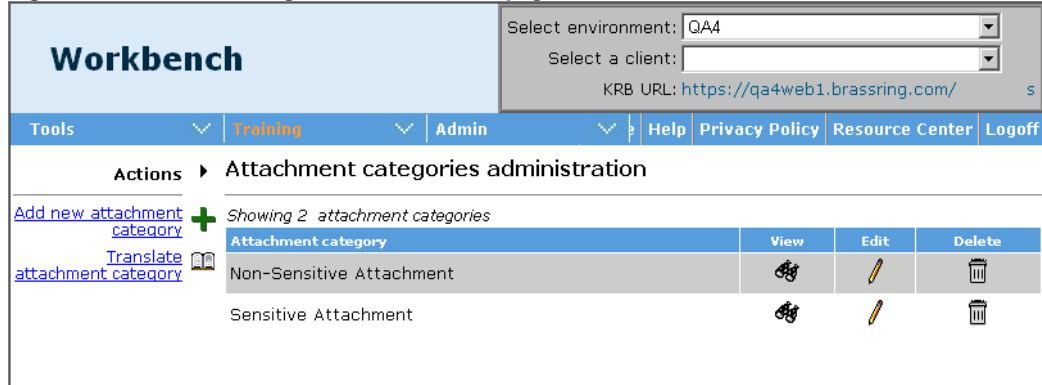 Workbench
Select environment: QA4
Select a client:
KRB URL: https://qa4web1.brassring.com/ s
Tools Training Admin e Help Privacy Policy Resource Center Logoff
Actions
Attachment categories administration
Add new attachment
category
Translate
attachment category
Showing 2 attachment categories
Attachment category View Edit Delete
Non-Sensitive Attachment
Sensitive Attachment